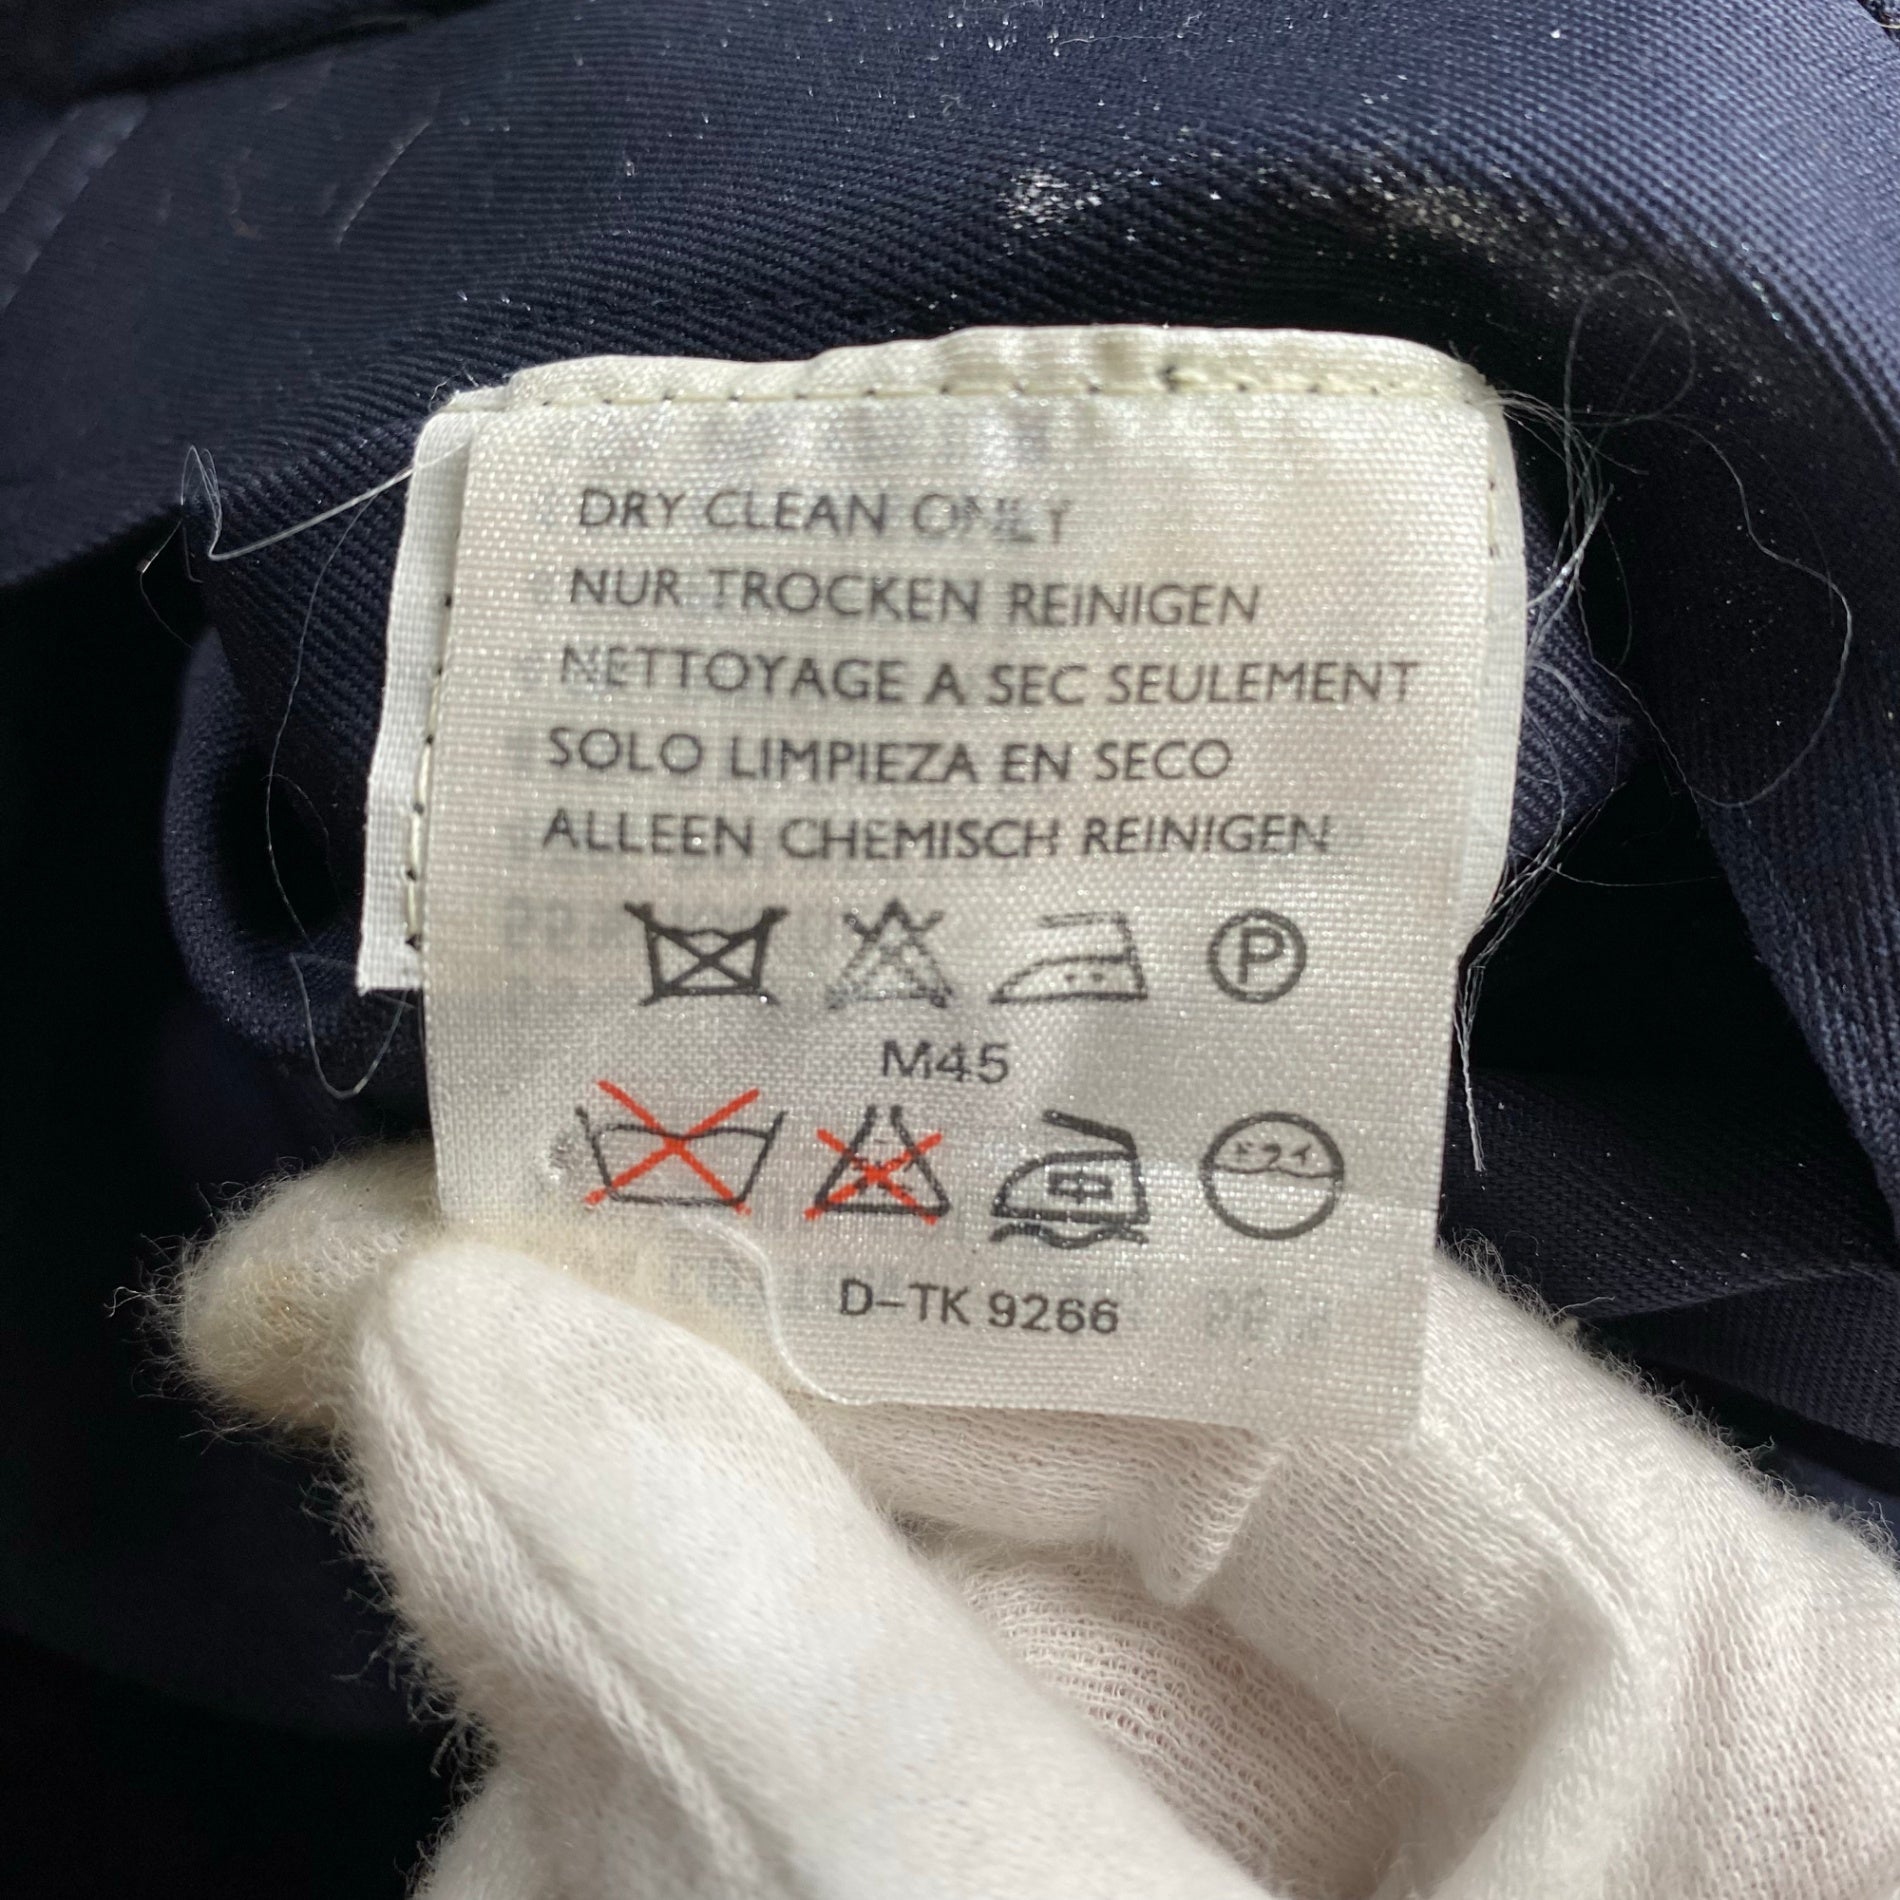 DRY CLEAN ONLY
NUR TROCKEN REINIGEN
NETTOYAGE A SEC SEULEMENT
SOLO LIMPIEZA EN SECO
ALLEEN CHEMISCH REINIGEN
P
M45
中 ドライ
D-TK 9266